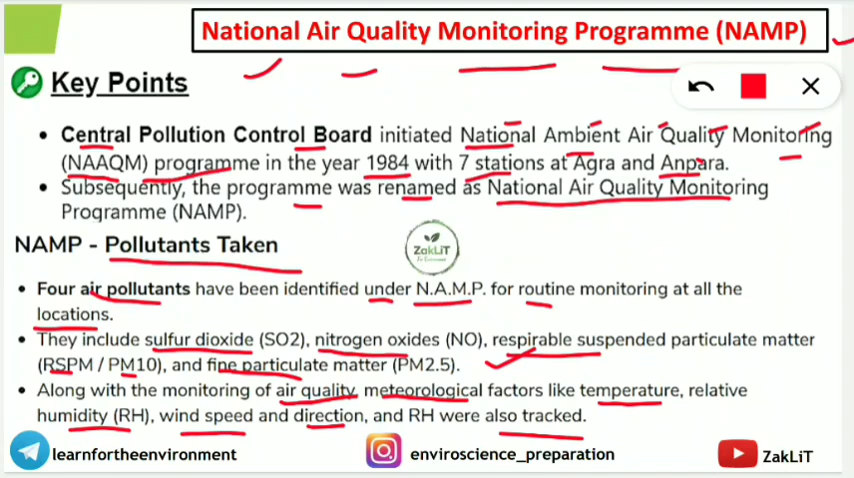 National Air Quality Monitoring Programme (NAMP)
Key Points
• Central Pollution Control Board initiated National Ambient Air Quality Monitoring
(NAAQM) programme in the year 1984 with 7 stations at Agra and Anpara.
• Subsequently, the programme was renamed as National Air Quality Monitoring
Programme (NAMP).
ZakLiT
NAMP - Pollutants Taken
• Four air pollutants have been identified under N.A.M.P. for routine monitoring at all the
locations.
• They include sulfur dioxide (SO2), nitrogen oxides (NO), respirable suspended particulate matter
(RSPM / PM10), and fine particulate matter (PM2.5).
• Along with the monitoring of air quality, meteorological factors like temperature, relative
humidity (RH), wind speed and direction, and RH were also tracked.
learnfortheenvironment
enviroscience_preparation
ZakLiT